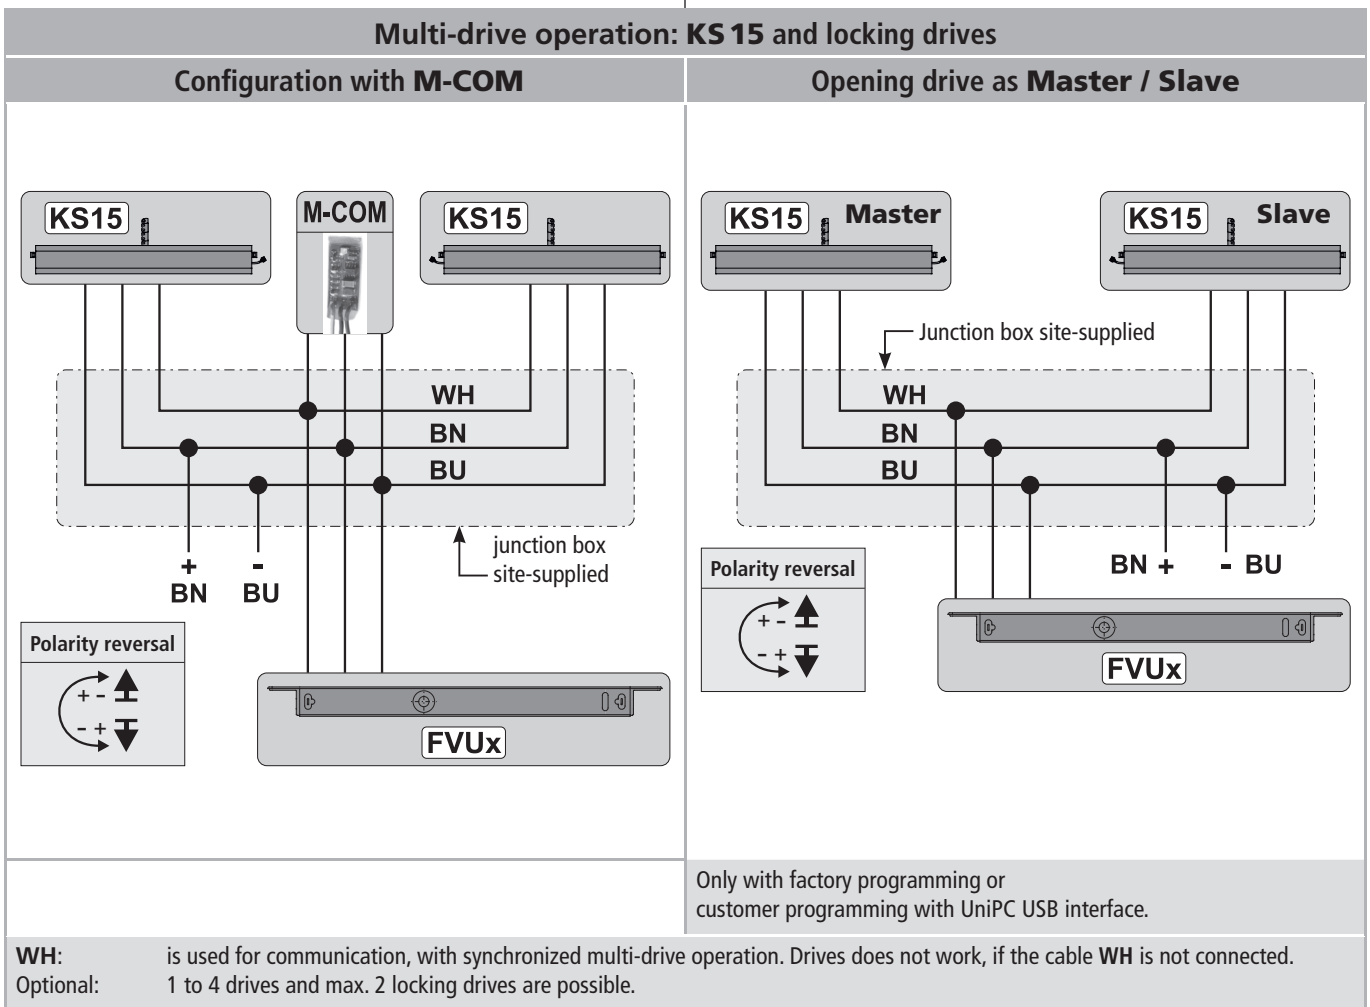 Multi-drive operation: KS 15 and locking drives
Configuration with M-COM
Opening drive as Master / Slave
KS15
M-COM
KS15
WH
BN
BU
+
-
BN
BU
junction box
site-supplied
Polarity reversal
+ -
- +
FVUx
KS15
Master
KS15
Slave
Junction box site-supplied
WH
BN
BU
BN +
- BU
Polarity reversal
+ -
- +
FVUx
Only with factory programming or
customer programming with UniPC USB interface.
WH: is used for communication, with synchronized multi-drive operation. Drives does not work, if the cable WH is not connected.
Optional: 1 to 4 drives and max. 2 locking drives are possible.